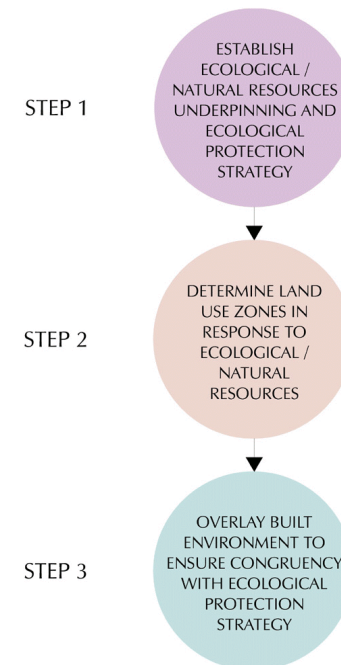 STEP 1
ESTABLISH
ECOLOGICAL /
NATURAL RESOURCES
UNDERPINNING AND
ECOLOGICAL
PROTECTION
STRATEGY
STEP 2
DETERMINE LAND
USE ZONES IN
RESPONSE TO
ECOLOGICAL /
NATURAL
RESOURCES
STEP 3
OVERLAY BUILT
ENVIRONMENT TO
ENSURE CONGRUENCY
WITH ECOLOGICAL
PROTECTION
STRATEGY